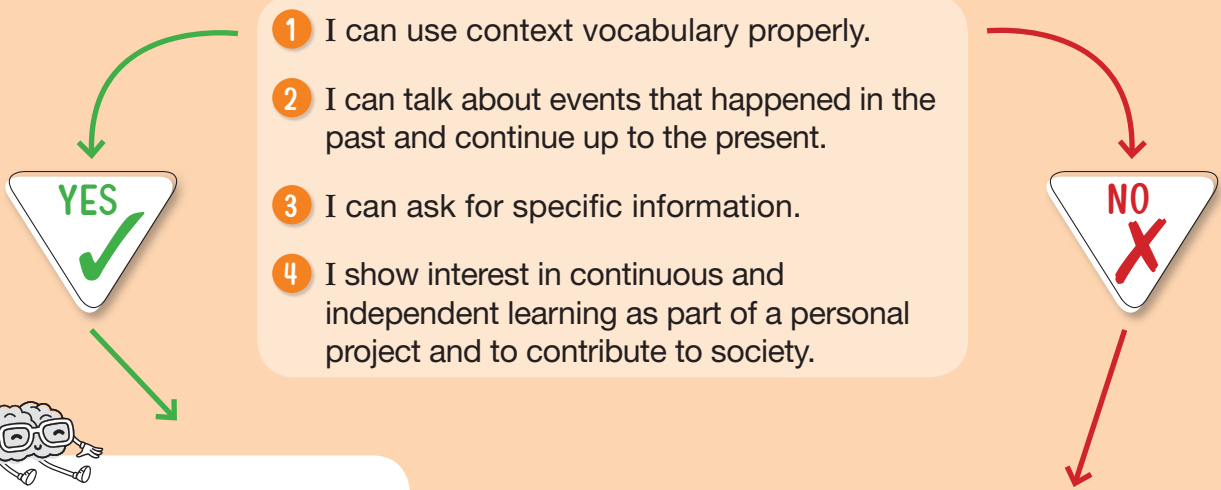 1 I can use context vocabulary properly.
2 I can talk about events that happened in the
past and continue up to the present.
3 I can ask for specific information.
4 I show interest in continuous and
independent learning as part of a personal
project and to contribute to society.
YES
NO